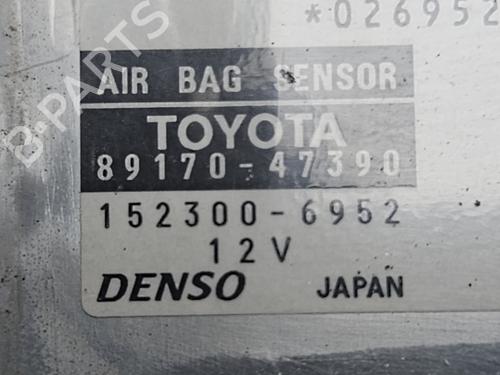 *026952
B-PARTS
AIR BAG SENSOR
TOYOTA
89170-47390
152300-6952
12V
DENSO JAPAN